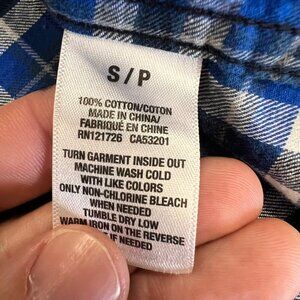 S / P
100% COTTON/COTON
MADE IN CHINA/
FABRIQUÉ EN CHINE
RN121726 CA53201
TURN GARMENT INSIDE OUT
MACHINE WASH COLD
WITH LIKE COLORS
ONLY NON-CHLORINE BLEACH
WHEN NEEDED
TUMBLE DRY LOW
WARM IRON ON THE REVERSE
WHEN NEEDED